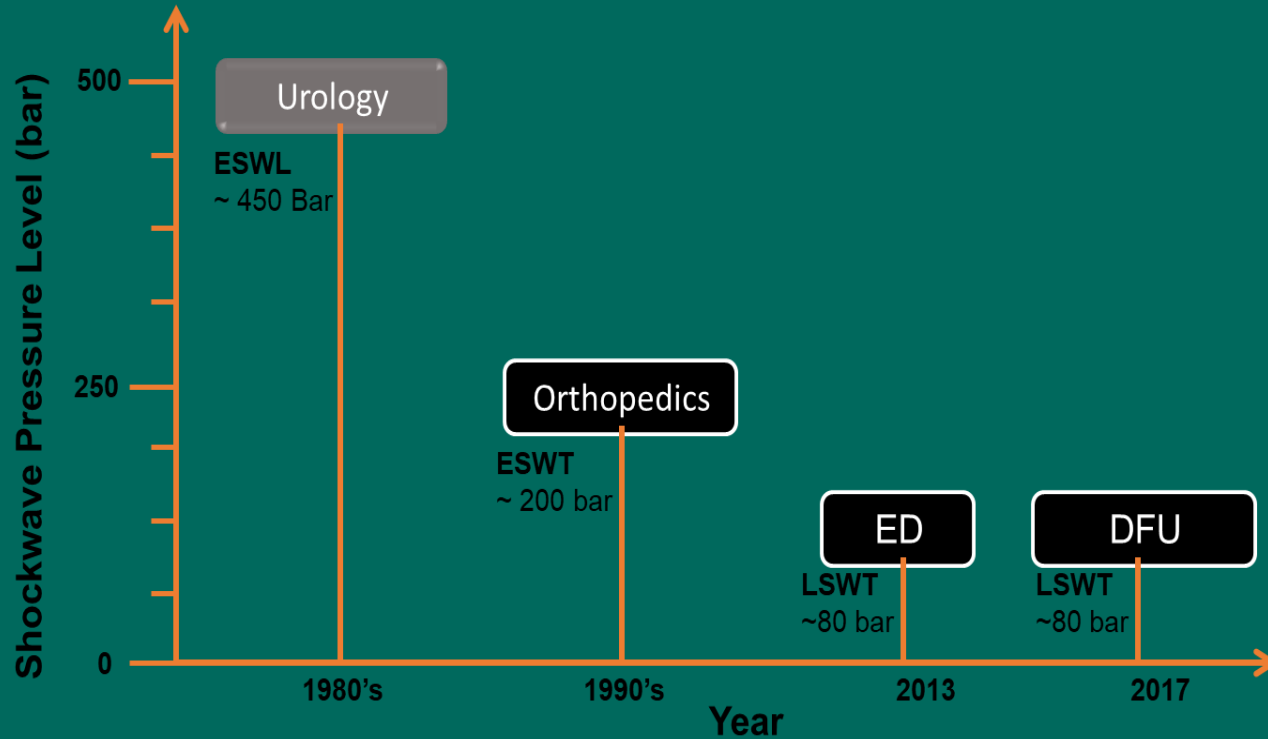 Shockwave Pressure Level (bar)
500
250
0
Urology
ESWL
~ 450 Bar
Orthopedics
ESWT
~ 200 bar
ED
LSWT
~80 bar
DFU
LSWT
~80 bar
1980’s
1990’s
2013
2017
Year